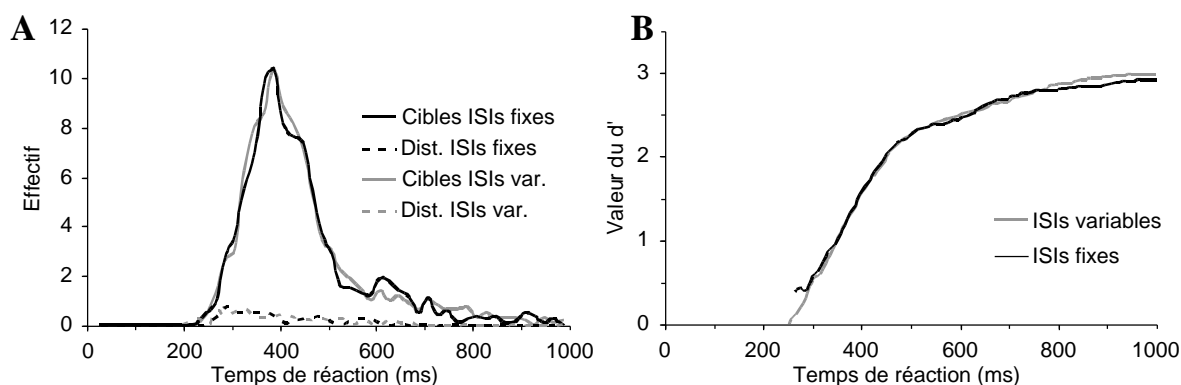 A
12
10
8
6
4
2
0
Effectif
Cibles ISIs fixes
Dist. ISIs fixes
Cibles ISIs var.
Dist. ISIs var.
0 200 400 600 800 1000
Temps de réaction (ms)
B
4
3
2
1
0
Valeur du d'
ISIs variables
ISIs fixes
0 200 400 600 800 1000
Temps de réaction (ms)